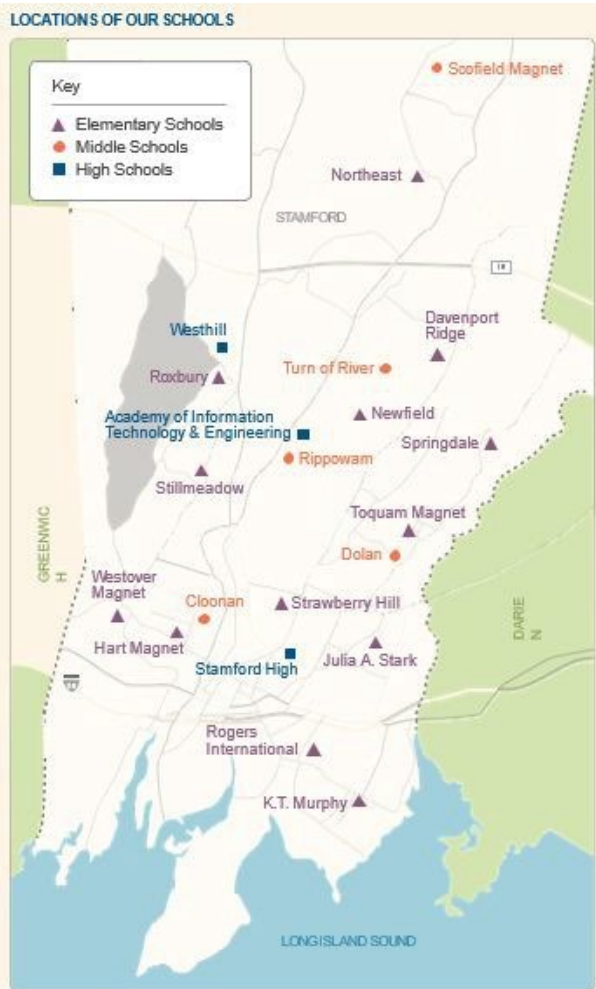 LOCATIONS OF OUR SCHOOLS
Key
Elementary Schools
Middle Schools
High Schools
Scofield Magnet
Northeast
STAMFORD
Davenport
Ridge
Westhill
Turn of River
Roxbury
Newfield
Academy of Information
Technology & Engineering
Springdale
Rippowam
Stillmeadow
Toquam Magnet
Dolan
GREENWIC
H
Westover
Magnet
Cloonan
Strawberry Hill
DARIE
N
Hart Magnet
Julia A. Stark
Stamford High
Rogers
International
K.T. Murphy
LONG ISLAND SOUND